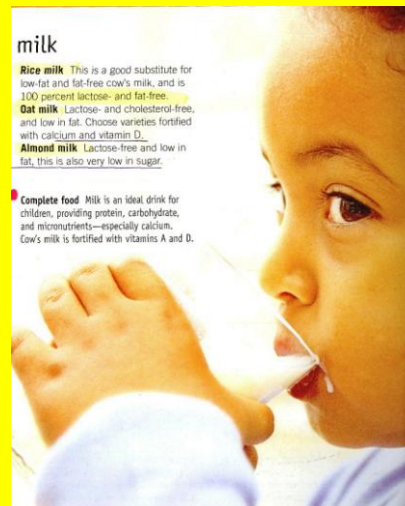 milk
Rice milk This is a good substitute for
low-fat and fat-free cow's milk, and is
100 percent lactose- and fat-free.
Oat milk Lactose- and cholesterol-free,
and low in fat. Choose varieties fortified
with calcium and vitamin D.
Almond milk Lactose-free and low in
fat, this is also very low in sugar.
Complete food Milk is an ideal drink for
children, providing protein, carbohydrate,
and micronutrients—especially calcium.
Cow's milk is fortified with vitamins A and D.